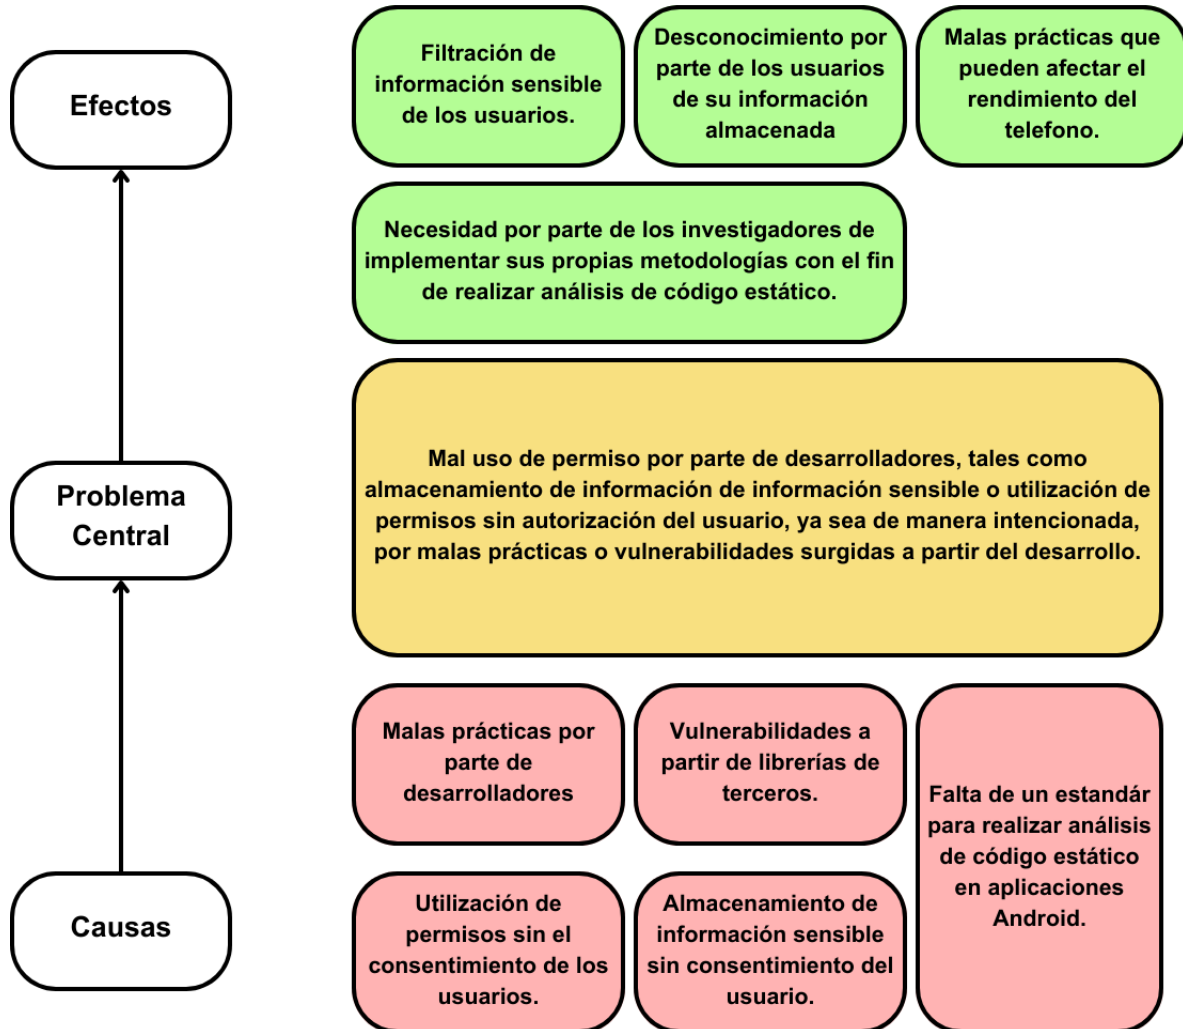 Efectos
Filtración de
información sensible
de los usuarios.
Desconocimiento por
parte de los usuarios
de su información
almacenada
Malas prácticas que
pueden afectar el
rendimiento del
telefono.
Necesidad por parte de los investigadores de
implementar sus propias metodologías con el fin
de realizar análisis de código estático.
Problema
Central
Mal uso de permiso por parte de desarrolladores, tales como
almacenamiento de información de información sensible o utilización de
permisos sin autorización del usuario, ya sea de manera intencionada,
por malas prácticas o vulnerabilidades surgidas a partir del desarrollo.
Causas
Malas prácticas por
parte de
desarrolladores
Vulnerabilidades a
partir de librerías de
terceros.
Falta de un estandár
para realizar análisis
de código estático
en aplicaciones
Android.
Utilización de
permisos sin el
consentimiento de los
usuarios.
Almacenamiento de
información sensible
sin consentimiento del
usuario.